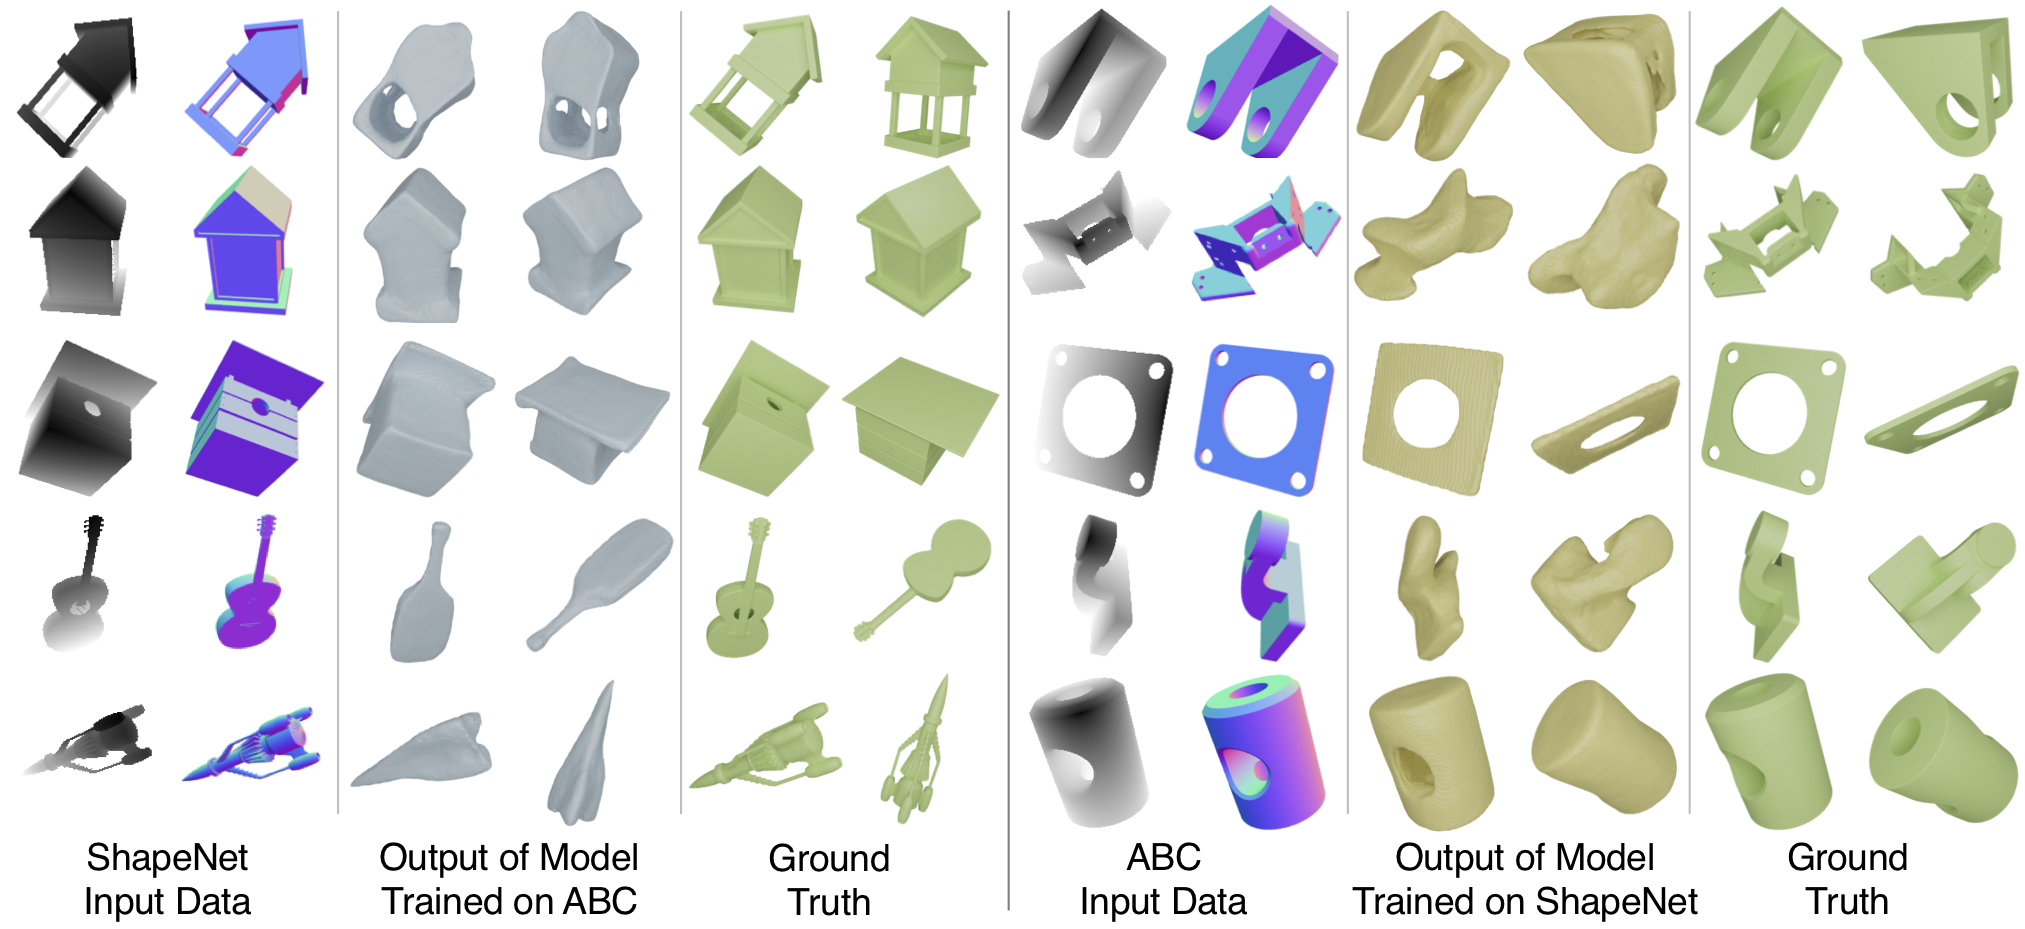 ShapeNet
Input Data
Output of Model
Trained on ABC
Ground
Truth
ABC
Input Data
Output of Model
Trained on ShapeNet
Ground
Truth